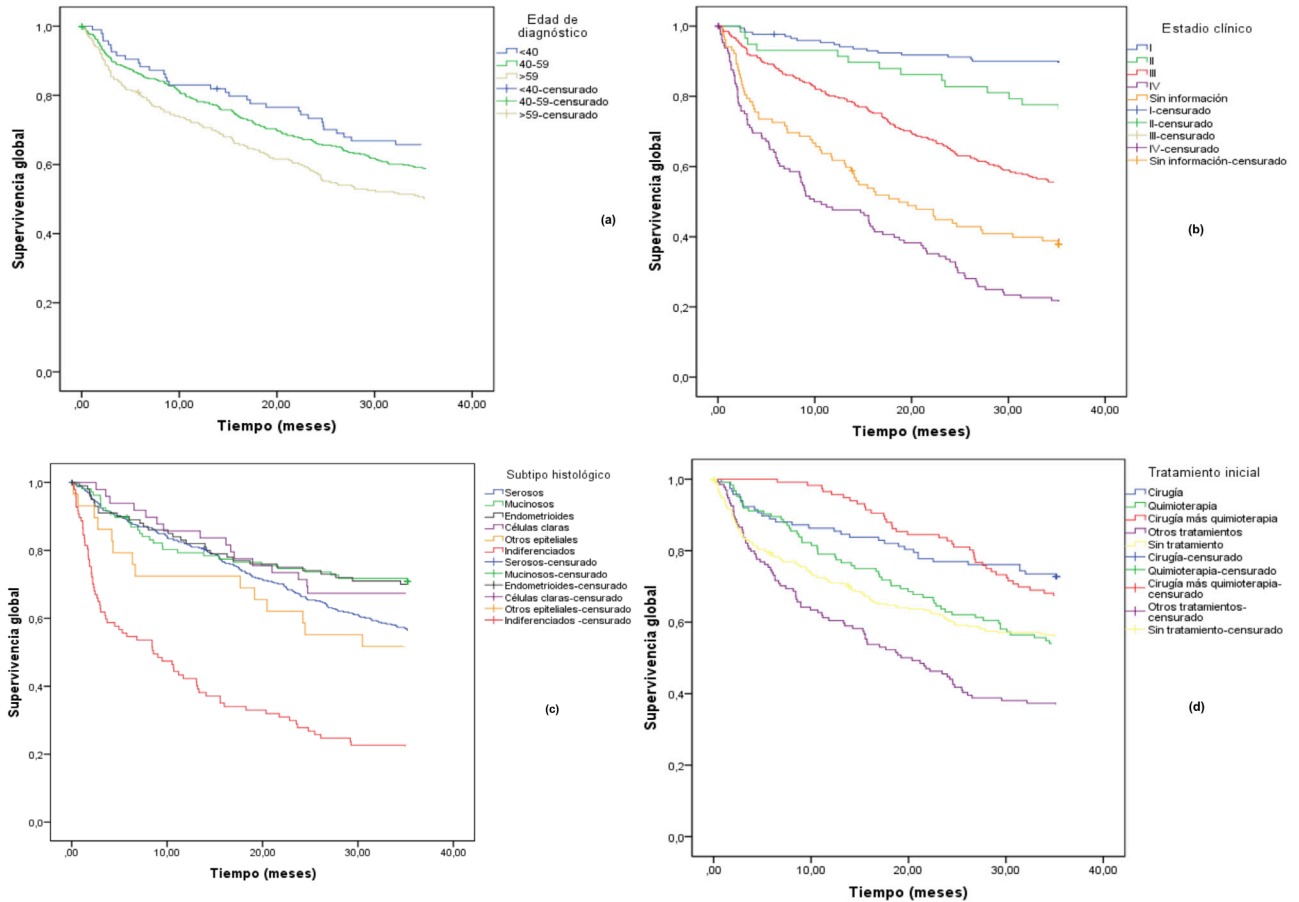 Edad de
diagnóstico
<40
40-59
>59
<40-censurado
40-59-censurado
>59-censurado
Supervivencia global
1,0
0,8
0,6
0,4
0,2
0,0
,00
10,00
20,00
30,00
40,00
Tiempo (meses)
(a)
Estadio clínico
I
II
III
IV
Sin información
I-censurado
II-censurado
III-censurado
IV-censurado
Sin información-censurado
Supervivencia global
1,0
0,8
0,6
0,4
0,2
0,0
,00
10,00
20,00
30,00
40,00
Tiempo (meses)
(b)
Subtipo histológico
Serosos
Mucinosos
Endometrioides
Células claras
Otros epiteliales
Indiferenciados
Serosos-censurado
Mucinosos-censurado
Endometrioides-censurado
Células claras-censurado
Otros epiteliales-censurado
Indiferenciados -censurado
Supervivencia global
1,0
0,8
0,6
0,4
0,2
0,0
,00
10,00
20,00
30,00
40,00
Tiempo (meses)
(c)
Tratamiento inicial
Cirugía
Quimioterapia
Cirugía más quimioterapia
Otros tratamientos
Sin tratamiento
Cirugía-censurado
Quimioterapia-censurado
Cirugía más quimioterapia-
censurado
Otros tratamientos-
censurado
Sin tratamiento-censurado
Supervivencia global
1,0
0,8
0,6
0,4
0,2
0,0
,00
10,00
20,00
30,00
40,00
Tiempo (meses)
(d)